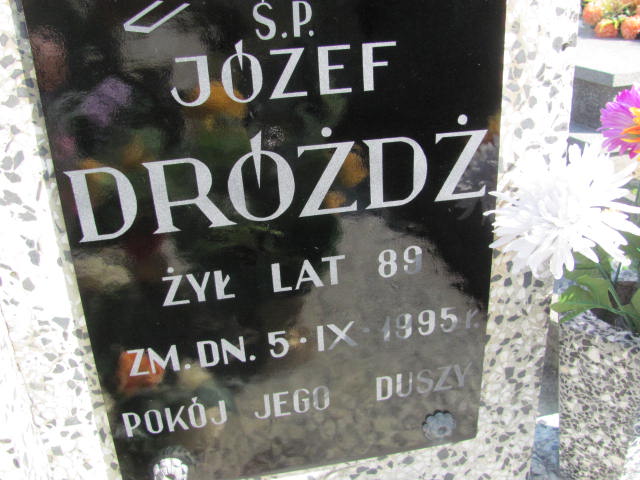 Ś.P.
JÓZEF
DRÓŻDŻ
ŻYŁ LAT 89
ZM. DN. 5·IX·1995 r.
POKÓJ JEGO DUSZY